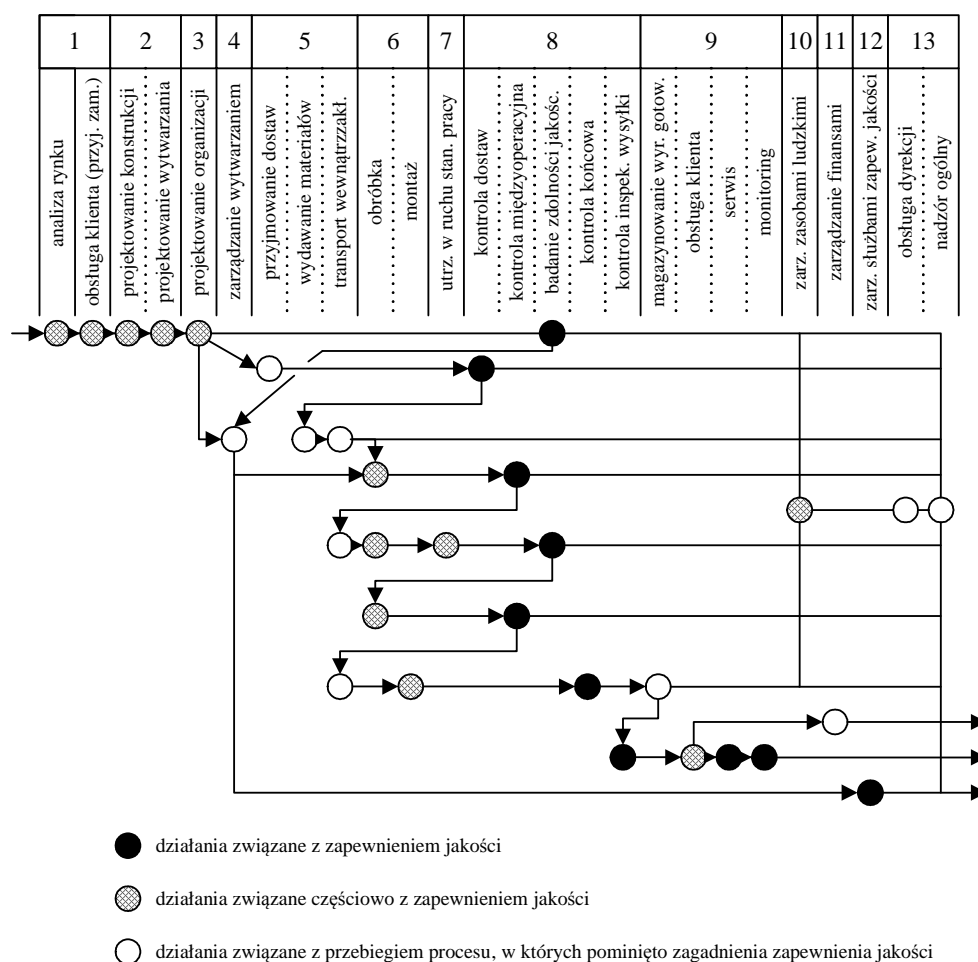 1 2 3 4 5 6 7 8 9 10 11 12 13
analiza rynku
obsługa klienta (przyj. zam.)
projektowanie konstrukcji
projektowanie wytwarzania
projektowanie organizacji
zarządzanie wytwarzaniem
przyjmowanie dostaw
wydawanie materiałów
transport wewnątrzzakł.
obróbka
montaż
utrz. w ruchu stan. pracy
kontrola dostaw
kontrola międzyoperacyjna
badanie zdolności jakośc.
kontrola końcowa
kontrola inspek. wysyłki
magazynowanie wyr. gotow.
obsługa klienta
serwis
monitoring
zarz. zasobami ludzkimi
zarządzanie finansami
zarz. służbami zapew. jakości
obsługa dyrekcji
nadzór ogólny
działania związane z zapewnieniem jakości
działania związane częściowo z zapewnieniem jakości
działania związane z przebiegiem procesu, w których pominięto zagadnienia zapewnienia jakości